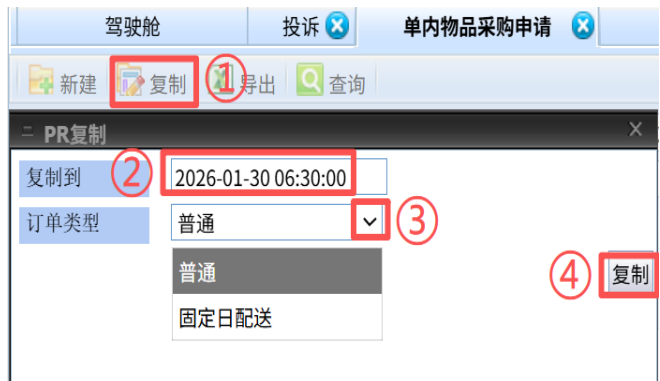 驾驶舱 投诉 单内物品采购申请
新建 复制 ① 导出 查询
PR复制
复制到 ② 2026-01-30 06:30:00
订单类型 普通 ③
普通
④ 复制
固定日配送